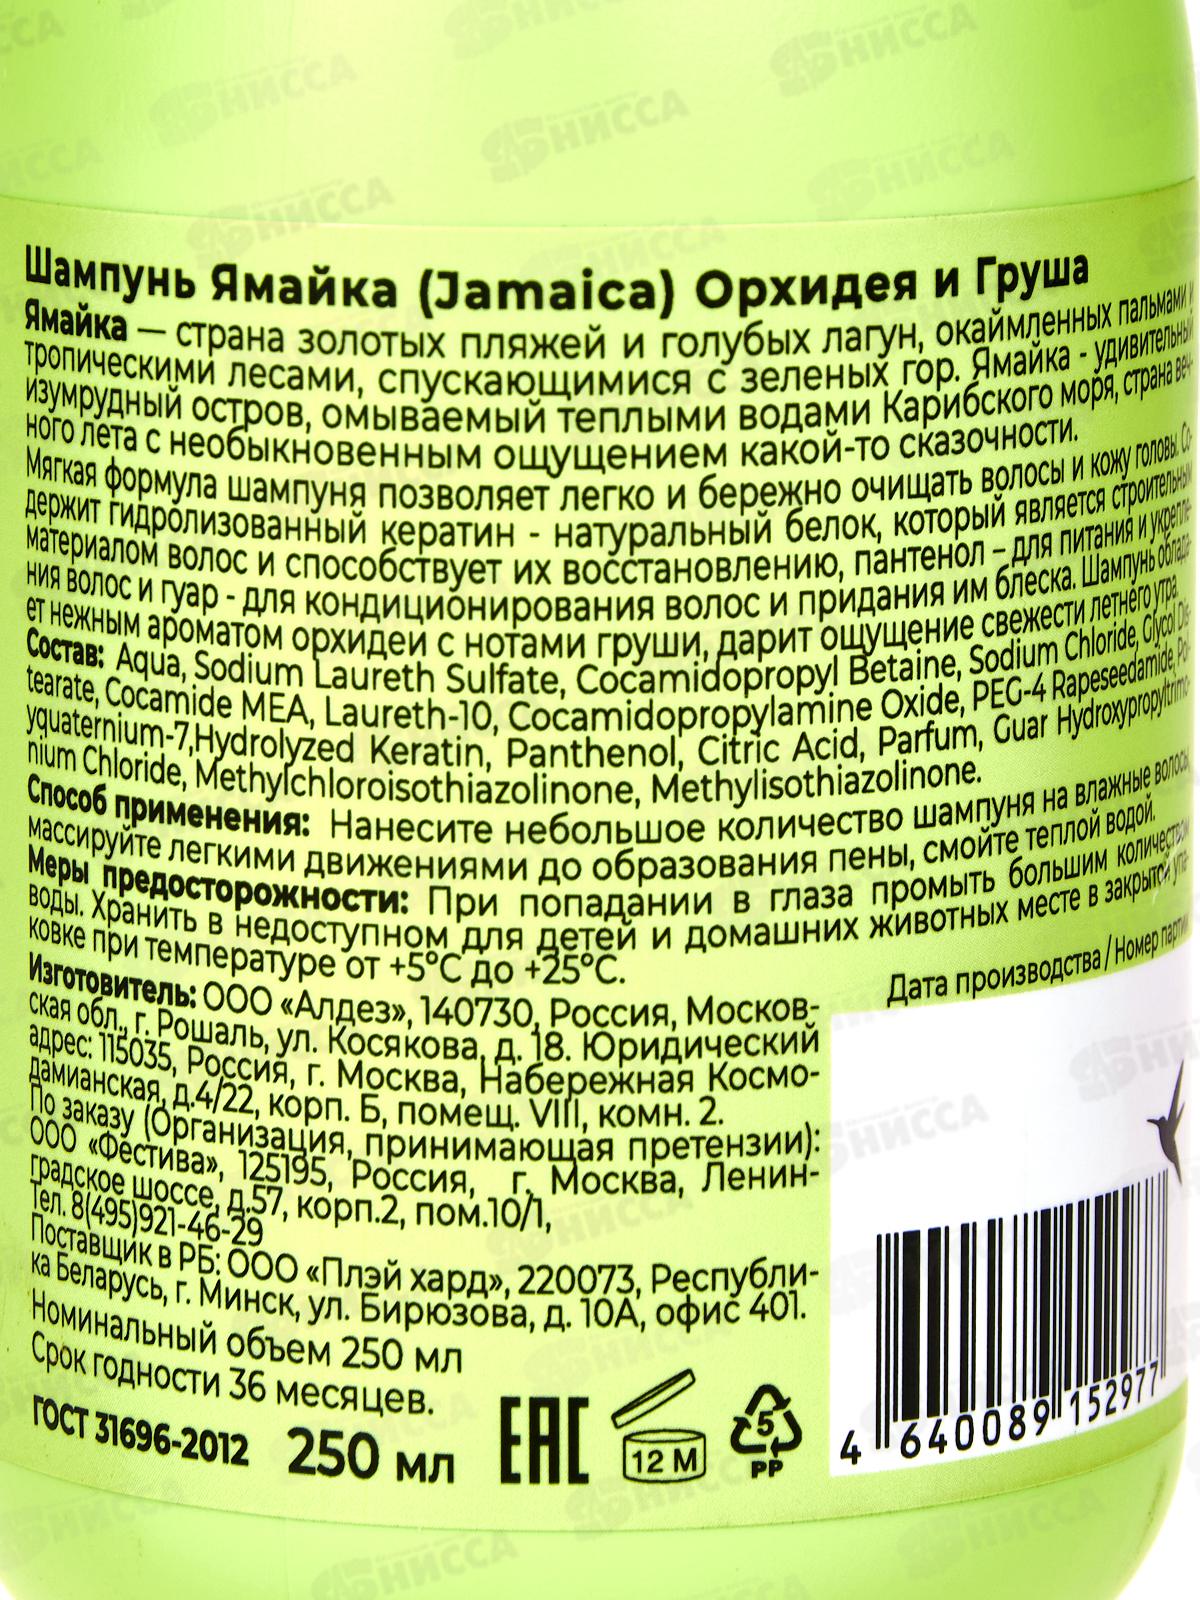 Шампунь Ямайка (Jamaica) Орхидея и Груша
Ямайка — страна золотых пляжей и голубых лагун, окаймленных пальмами и
тропическими лесами, спускающимися с зеленых гор. Ямайка - удивительный
изумрудный остров, омываемый теплыми водами Карибского моря, страна веч-
ного лета с необыкновенным ощущением какой-то сказочности.
Мягкая формула шампуня позволяет легко и бережно очищать волосы и кожу головы. Со-
держит гидролизованный кератин - натуральный белок, который является строительным
материалом волос и способствует их восстановлению, пантенол – для питания и укрепле-
ния волос и гуар - для кондиционирования волос и придания им блеска. Шампунь облада-
ет нежным ароматом орхидеи с нотами груши, дарит ощущение свежести летнего утра.
Состав: Aqua, Sodium Laureth Sulfate, Cocamidopropyl Betaine, Sodium Chloride, Glycol Dis-
tearate, Cocamide MEA, Laureth-10, Cocamidopropylamine Oxide, PEG-4 Rapeseedamide, Pol-
yquaternium-7,Hydrolyzed Keratin, Panthenol, Citric Acid, Parfum, Guar Hydroxypropyltrimo-
nium Chloride, Methylchloroisothiazolinone, Methylisothiazolinone.
Способ применения: Нанесите небольшое количество шампуня на влажные волосы,
массируйте легкими движениями до образования пены, смойте теплой водой.
Меры предосторожности: При попадании в глаза промыть большим количеством
воды. Хранить в недоступном для детей и домашних животных месте в закрытой упа-
ковке при температуре от +5°C до +25°C.
Дата производства / Номер партии
Изготовитель: ООО «Алдез», 140730, Россия, Москов-
ская обл., г. Рошаль, ул. Косякова, д. 18. Юридический
адрес: 115035, Россия, г. Москва, Набережная Космо-
дамианская, д.4/22, корп. Б, помещ. VIII, комн. 2.
По заказу (Организация, принимающая претензии):
ООО «Фестива», 125195, Россия, г. Москва, Ленин-
градское шоссе, д.57, корп.2, пом.10/1,
Тел. 8(495)921-46-29
Поставщик в РБ: ООО «Плэй хард», 220073, Республи-
ка Беларусь, г. Минск, ул. Бирюзова, д. 10А, офис 401.
Номинальный объем 250 мл
Срок годности 36 месяцев.
ГОСТ 31696-2012 250 мл
EAC
12 M
5
PP
4 640089 152977
АБНИССА